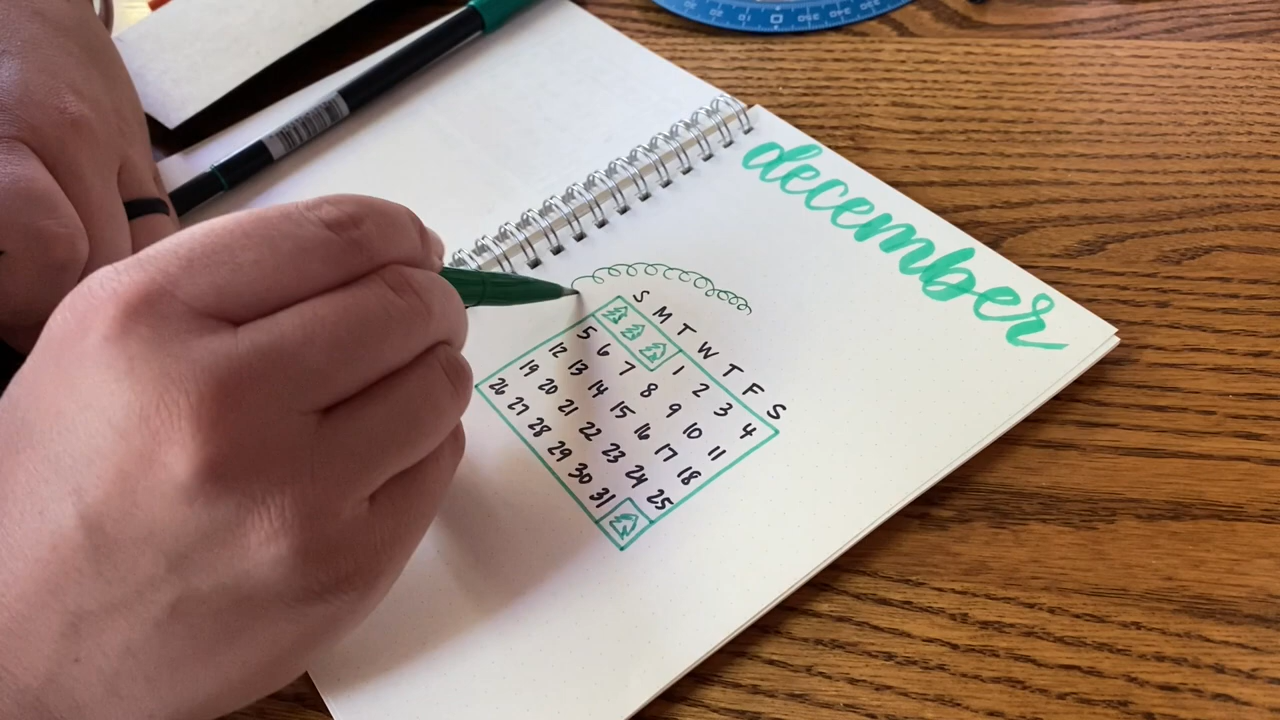 december
S M T W T F S
1 2 3 4
5 6 7 8 9 10 11
12 13 14 15 16 17 18
19 20 21 22 23 24 25
26 27 28 29 30 31